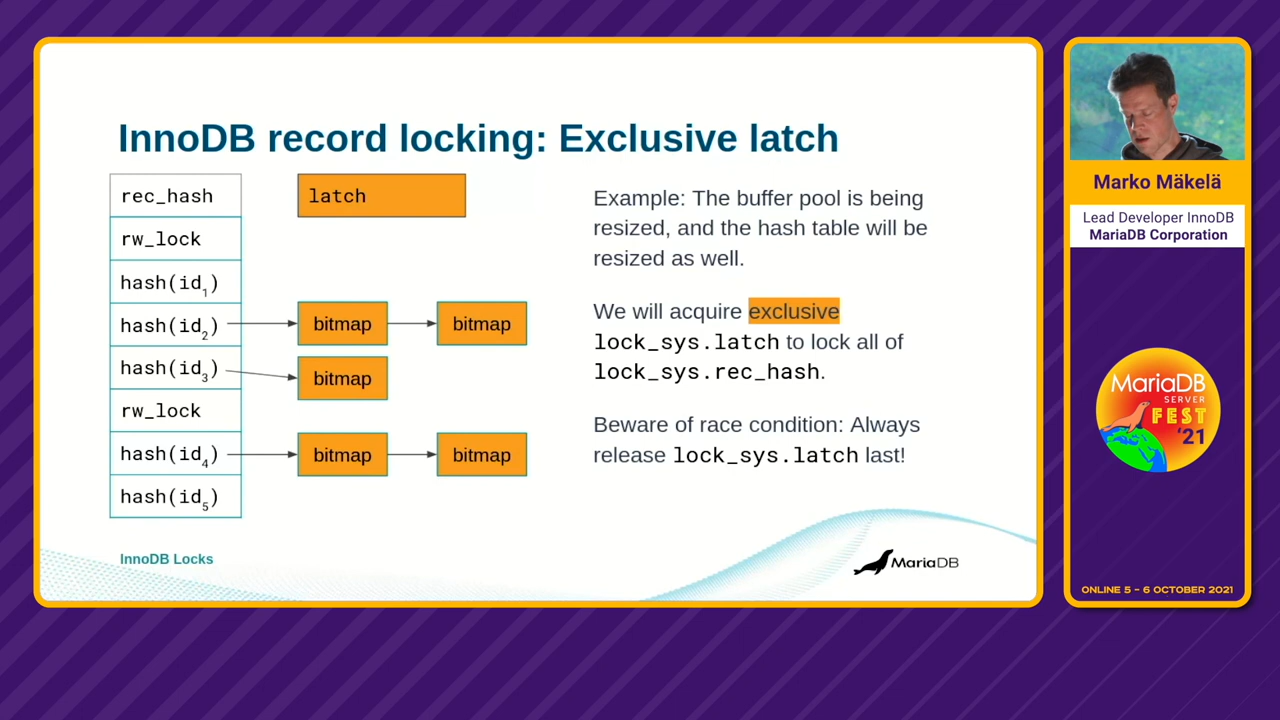 InnoDB record locking: Exclusive latch
rec_hash
rw_lock
hash(id1)
hash(id2)
hash(id3)
rw_lock
hash(id4)
hash(id5)
latch
bitmap bitmap
bitmap
bitmap bitmap
Example: The buffer pool is being
resized, and the hash table will be
resized as well.
We will acquire exclusive
lock_sys.latch to lock all of
lock_sys.rec_hash.
Beware of race condition: Always
release lock_sys.latch last!
InnoDB Locks
MariaDB
Marko Mäkelä
Lead Developer InnoDB
MariaDB Corporation
MariaDB
SERVER
FEST
'21
ONLINE 5 – 6 OCTOBER 2021